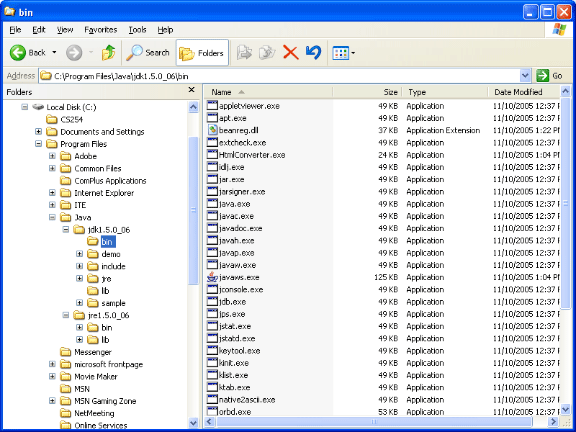 bin
File Edit View Favorites Tools Help
Back Search Folders
Address C:\Program Files\Java\jdk1.5.0_06\bin Go
Folders
Local Disk (C:)
CS254
Documents and Settings
Program Files
Adobe
Common Files
ComPlus Applications
Internet Explorer
ITE
Java
jdk1.5.0_06
bin
demo
include
jre
lib
sample
jre1.5.0_06
bin
lib
Messenger
microsoft frontpage
Movie Maker
MSN
MSN Gaming Zone
NetMeeting
Online Services
Name Size Type Date Modified
appletviewer.exe 49 KB Application 11/10/2005 12:37 P
apt.exe 49 KB Application 11/10/2005 12:37 P
beanreg.dll 37 KB Application Extension 11/10/2005 1:22 PM
extcheck.exe 49 KB Application 11/10/2005 12:37 P
HtmlConverter.exe 24 KB Application 11/10/2005 1:04 PM
idlj.exe 49 KB Application 11/10/2005 12:37 P
jar.exe 49 KB Application 11/10/2005 12:37 P
jarsigner.exe 49 KB Application 11/10/2005 12:37 P
java.exe 49 KB Application 11/10/2005 12:37 P
javac.exe 49 KB Application 11/10/2005 12:37 P
javadoc.exe 49 KB Application 11/10/2005 12:37 P
javah.exe 49 KB Application 11/10/2005 12:37 P
javap.exe 49 KB Application 11/10/2005 12:37 P
javaw.exe 49 KB Application 11/10/2005 12:37 P
javaws.exe 125 KB Application 11/10/2005 1:04 PM
jconsole.exe 49 KB Application 11/10/2005 12:37 P
jdb.exe 49 KB Application 11/10/2005 12:37 P
jps.exe 49 KB Application 11/10/2005 12:37 P
jstat.exe 49 KB Application 11/10/2005 12:37 P
jstatd.exe 49 KB Application 11/10/2005 12:37 P
keytool.exe 49 KB Application 11/10/2005 12:37 P
kinit.exe 49 KB Application 11/10/2005 12:37 P
klist.exe 49 KB Application 11/10/2005 12:37 P
ktab.exe 49 KB Application 11/10/2005 12:37 P
native2ascii.exe 49 KB Application 11/10/2005 12:37 P
orbd.exe 53 KB Application 11/10/2005 12:37 P